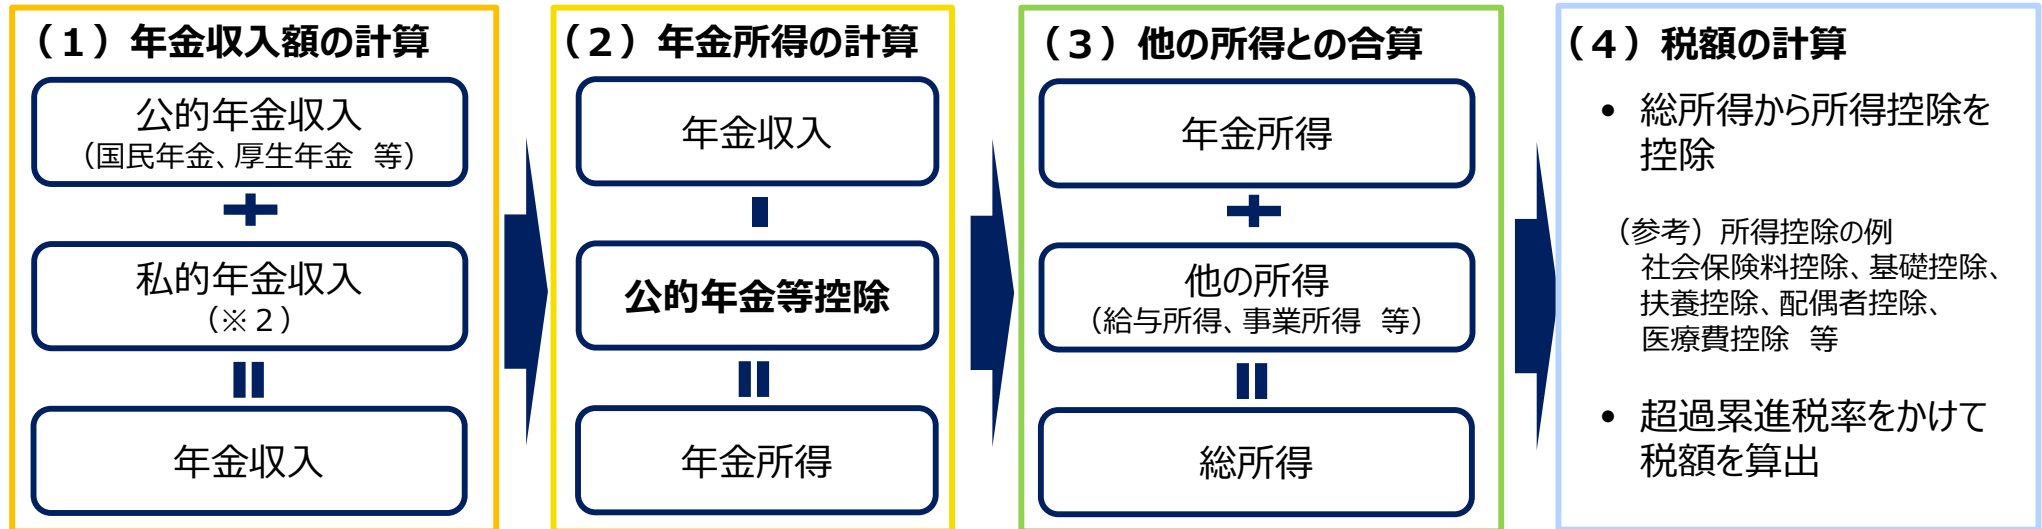 （１）年金収入額の計算
公的年金収入
（国民年金、厚生年金　等）
＋
私的年金収入
（※２）
＝
年金収入
（２）年金所得の計算
年金収入
－
公的年金等控除
＝
年金所得
（３）他の所得との合算
年金所得
＋
他の所得
（給与所得、事業所得　等）
＝
総所得
（４）税額の計算
• 総所得から所得控除を
控除
（参考）所得控除の例
社会保険料控除、基礎控除、
扶養控除、配偶者控除、
医療費控除　等
• 超過累進税率をかけて
税額を算出